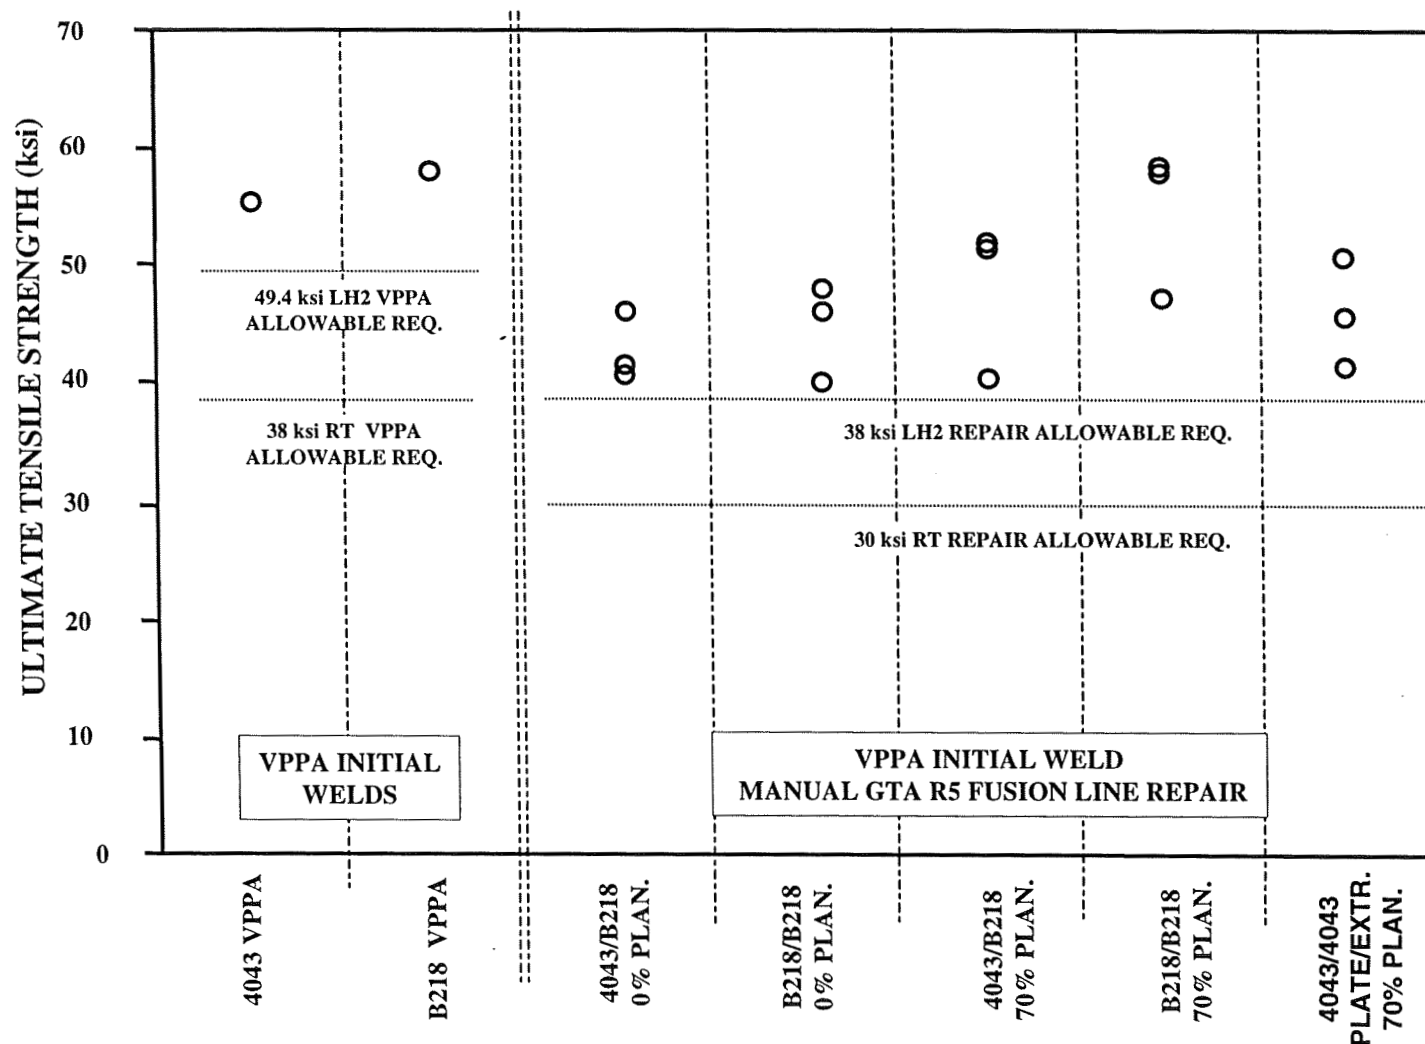 70
60
50
40
30
20
10
0
ULTIMATE TENSILE STRENGTH (ksi)
49.4 ksi LH2 VPPA
ALLOWABLE REQ.
38 ksi RT VPPA
ALLOWABLE REQ.
38 ksi LH2 REPAIR ALLOWABLE REQ.
30 ksi RT REPAIR ALLOWABLE REQ.
VPPA INITIAL
WELDS
VPPA INITIAL WELD
MANUAL GTA R5 FUSION LINE REPAIR
4043 VPPA
B218 VPPA
4043/B218
0% PLAN.
B218/B218
0% PLAN.
4043/B218
70% PLAN.
B218/B218
70% PLAN.
4043/4043
PLATE/EXTR.
70% PLAN.